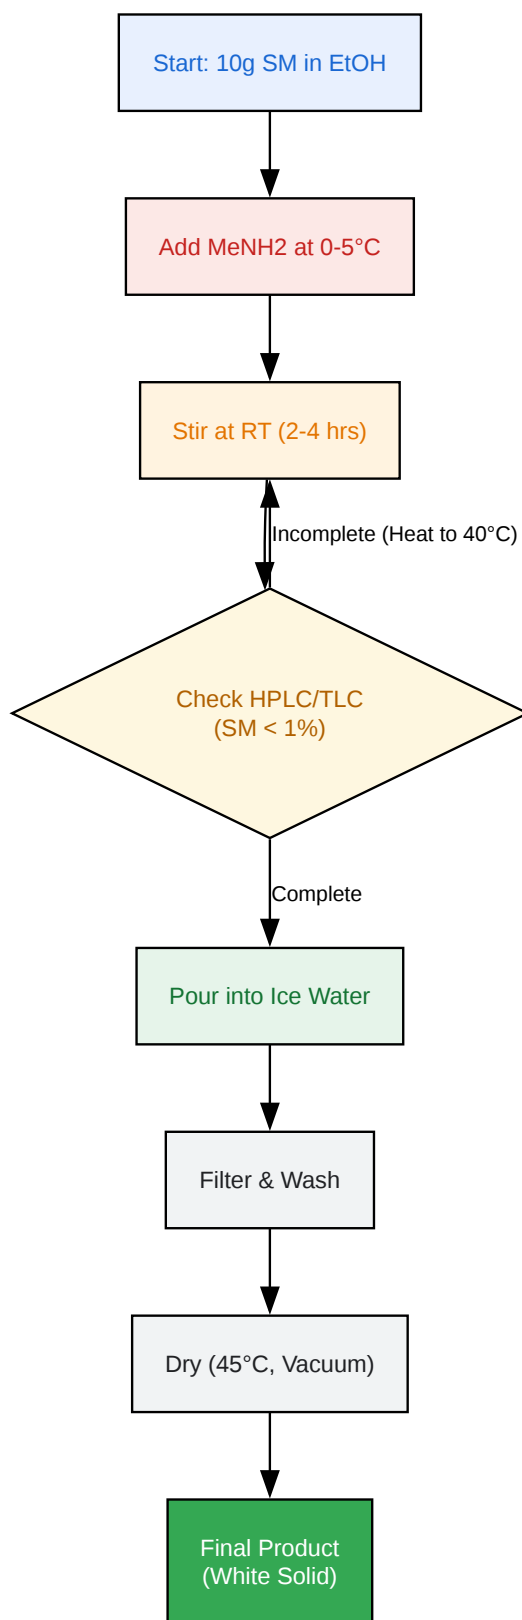 Start: 10g SM in EtOH
Add MeNH2 at 0-5°C
Stir at RT (2-4 hrs)
Incomplete (Heat to 40°C)
Check HPLC/TLC
(SM < 1%)
Complete
Pour into Ice Water
Filter & Wash
Dry (45°C, Vacuum)
Final Product
(White Solid)